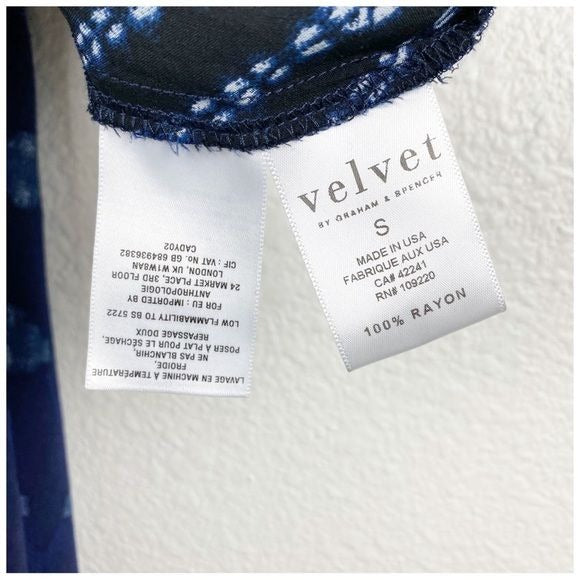 velvet
BY GRAHAM & SPENCER
S
MADE IN USA
FABRIQUE AUX USA
CA# 42241
RN# 109220
100% RAYON
LAVAGE EN MACHINE À TEMPÉRATURE
FROIDE,
NE PAS BLANCHIR,
POSER À PLAT POUR LE SÉCHAGE,
REPASSAGE DOUX
LOW FLAMMABILITY TO BS 5722
FOR EU : IMPORTED BY
ANTHROPOLOGIE
24 MARKET PLACE, 3RD FLOOR
LONDON, UK W1W8AN
CIF : VAT No. GB 684936382
CADY02